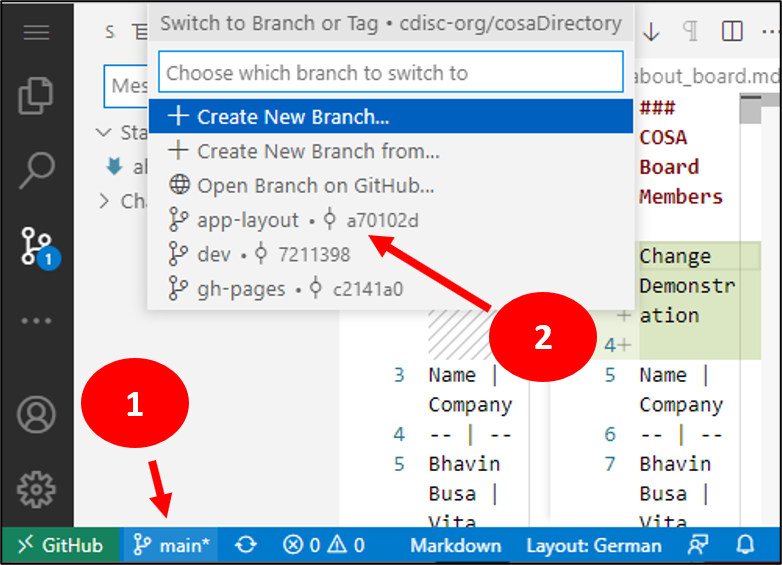 Switch to Branch or Tag • cdisc-org/cosaDirectory
Choose which branch to switch to
Create New Branch...
Create New Branch from...
Open Branch on GitHub...
app-layout • a70102d
dev • 7211398
gh-pages • c2141a0
S
Mes
Sta
al
Cha
1
about_board.md
###
COSA
Board
Members
Change
Demonstr
+ ation
4+
3 Name | 5 Name |
Company Company
4 -- | -- 6 -- | --
5 Bhavin 7 Bhavin
Busa | Busa |
Vita Vita
1
2
GitHub main* 0 0 Markdown Layout: German